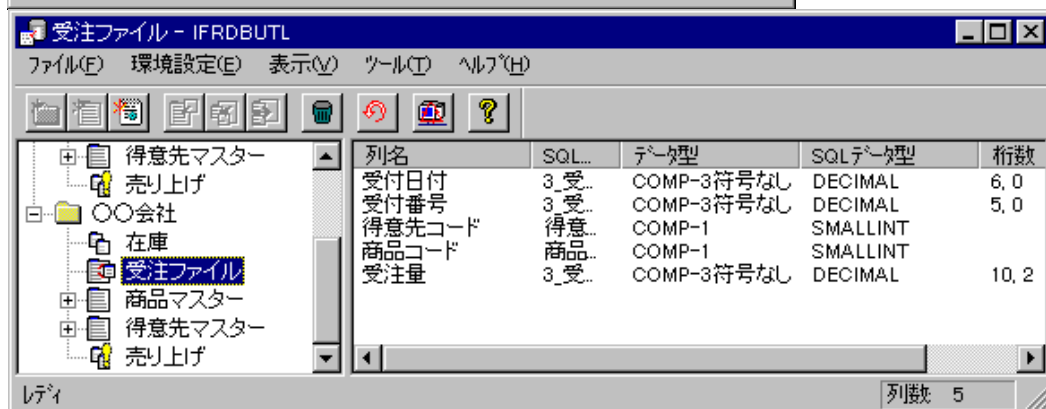 受注ファイル - IFRDBUTL
ファイル(F) 環境設定(E) 表示(V) ツール(T) ヘルプ(H)
得意先マスター
売り上げ
〇〇会社
在庫
受注ファイル
商品マスター
得意先マスター
売り上げ
列名 SQL... データ型 SQLデータ型 桁数
受付日付 3_受... COMP-3符号なし DECIMAL 6, 0
受付番号 3_受... COMP-3符号なし DECIMAL 5, 0
得意先コード 得意... COMP-1 SMALLINT
商品コード 商品... COMP-1 SMALLINT
受注量 3_受... COMP-3符号なし DECIMAL 10, 2
レディ
列数: 5